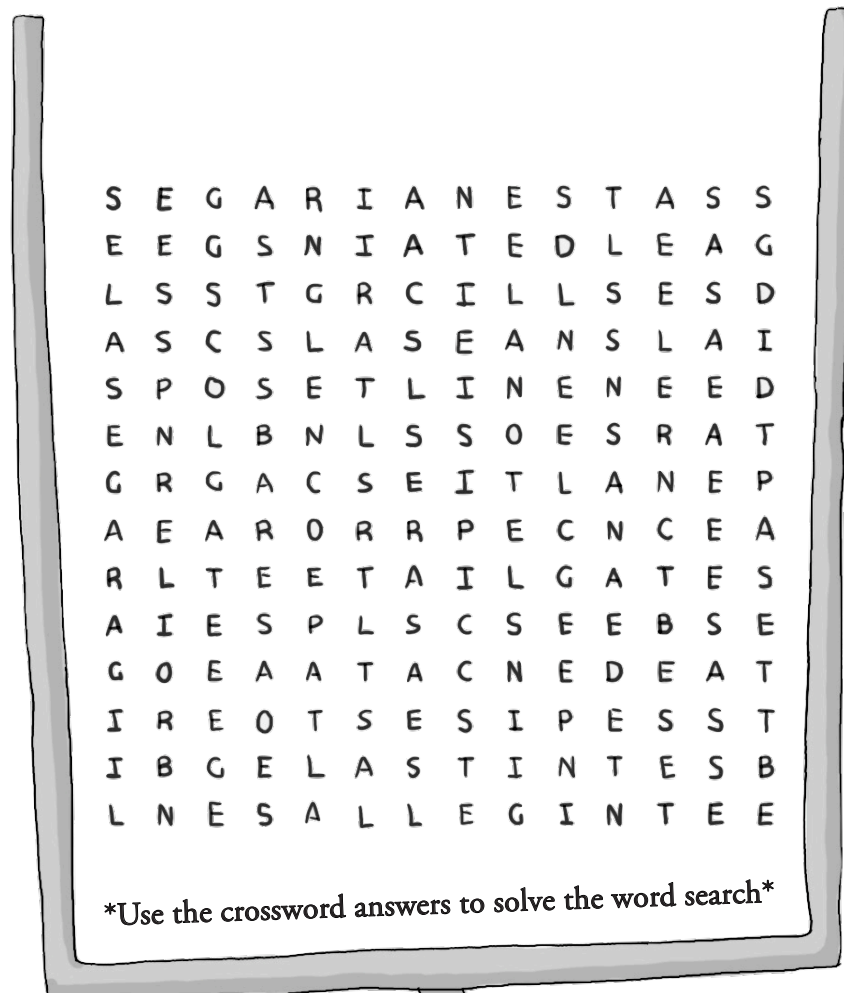 S E G A R I A N E S T A S S
E E G S N I A T E D L E A G
L S S T G R C I L L S E S D
A S C S L A S E A N S L A I
S P O S E T L I N E N E E D
E N L B N L S S O E S R A T
G R G A C S E I T L A N E P
A E A R O R R P E C N C E A
R L T E E T A I L G A T E S
A I E S P L S C S E E B S E
G O E A A T A C N E D E A T
I R E O T S E S I P E S S T
I B G E L A S T I N T E S B
L N E S A L L E G I N T E E
*Use the crossword answers to solve the word search*